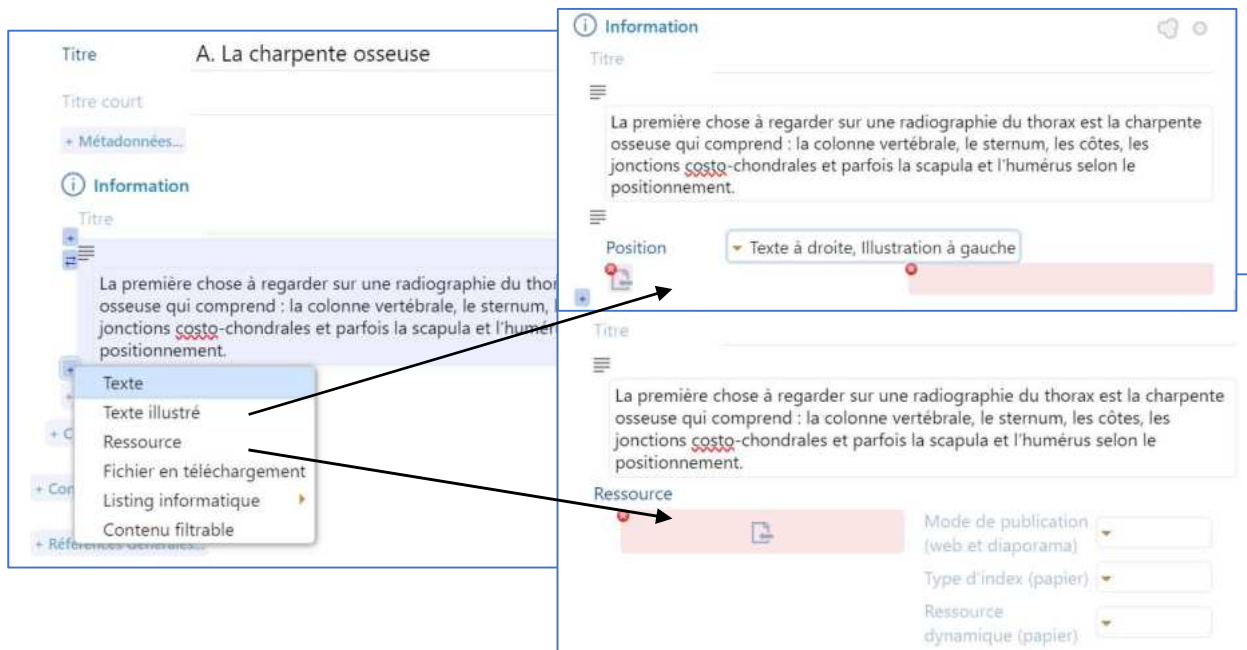 Titre A. La charpente osseuse
Titre court
+ Métadonnées...
Information
Titre
La première chose à regarder sur une radiographie du thor
osseuse qui comprend : la colonne vertébrale, le sternum,
jonctions costo-chondrales et parfois la scapula et l'humér
positionnement.
Texte
Texte illustré
Ressource
Fichier en téléchargement
Listing informatique
Contenu filtrable
+ C
+ Con
+ Références Générales...
Information
Titre
La première chose à regarder sur une radiographie du thorax est la charpente
osseuse qui comprend : la colonne vertébrale, le sternum, les côtes, les
jonctions costo-chondrales et parfois la scapula et l'humérus selon le
positionnement.
Position Texte à droite, Illustration à gauche
Titre
La première chose à regarder sur une radiographie du thorax est la charpente
osseuse qui comprend : la colonne vertébrale, le sternum, les côtes, les
jonctions costo-chondrales et parfois la scapula et l'humérus selon le
positionnement.
Ressource
Mode de publication
(web et diaporama)
Type d'index (papier)
Ressource
dynamique (papier)